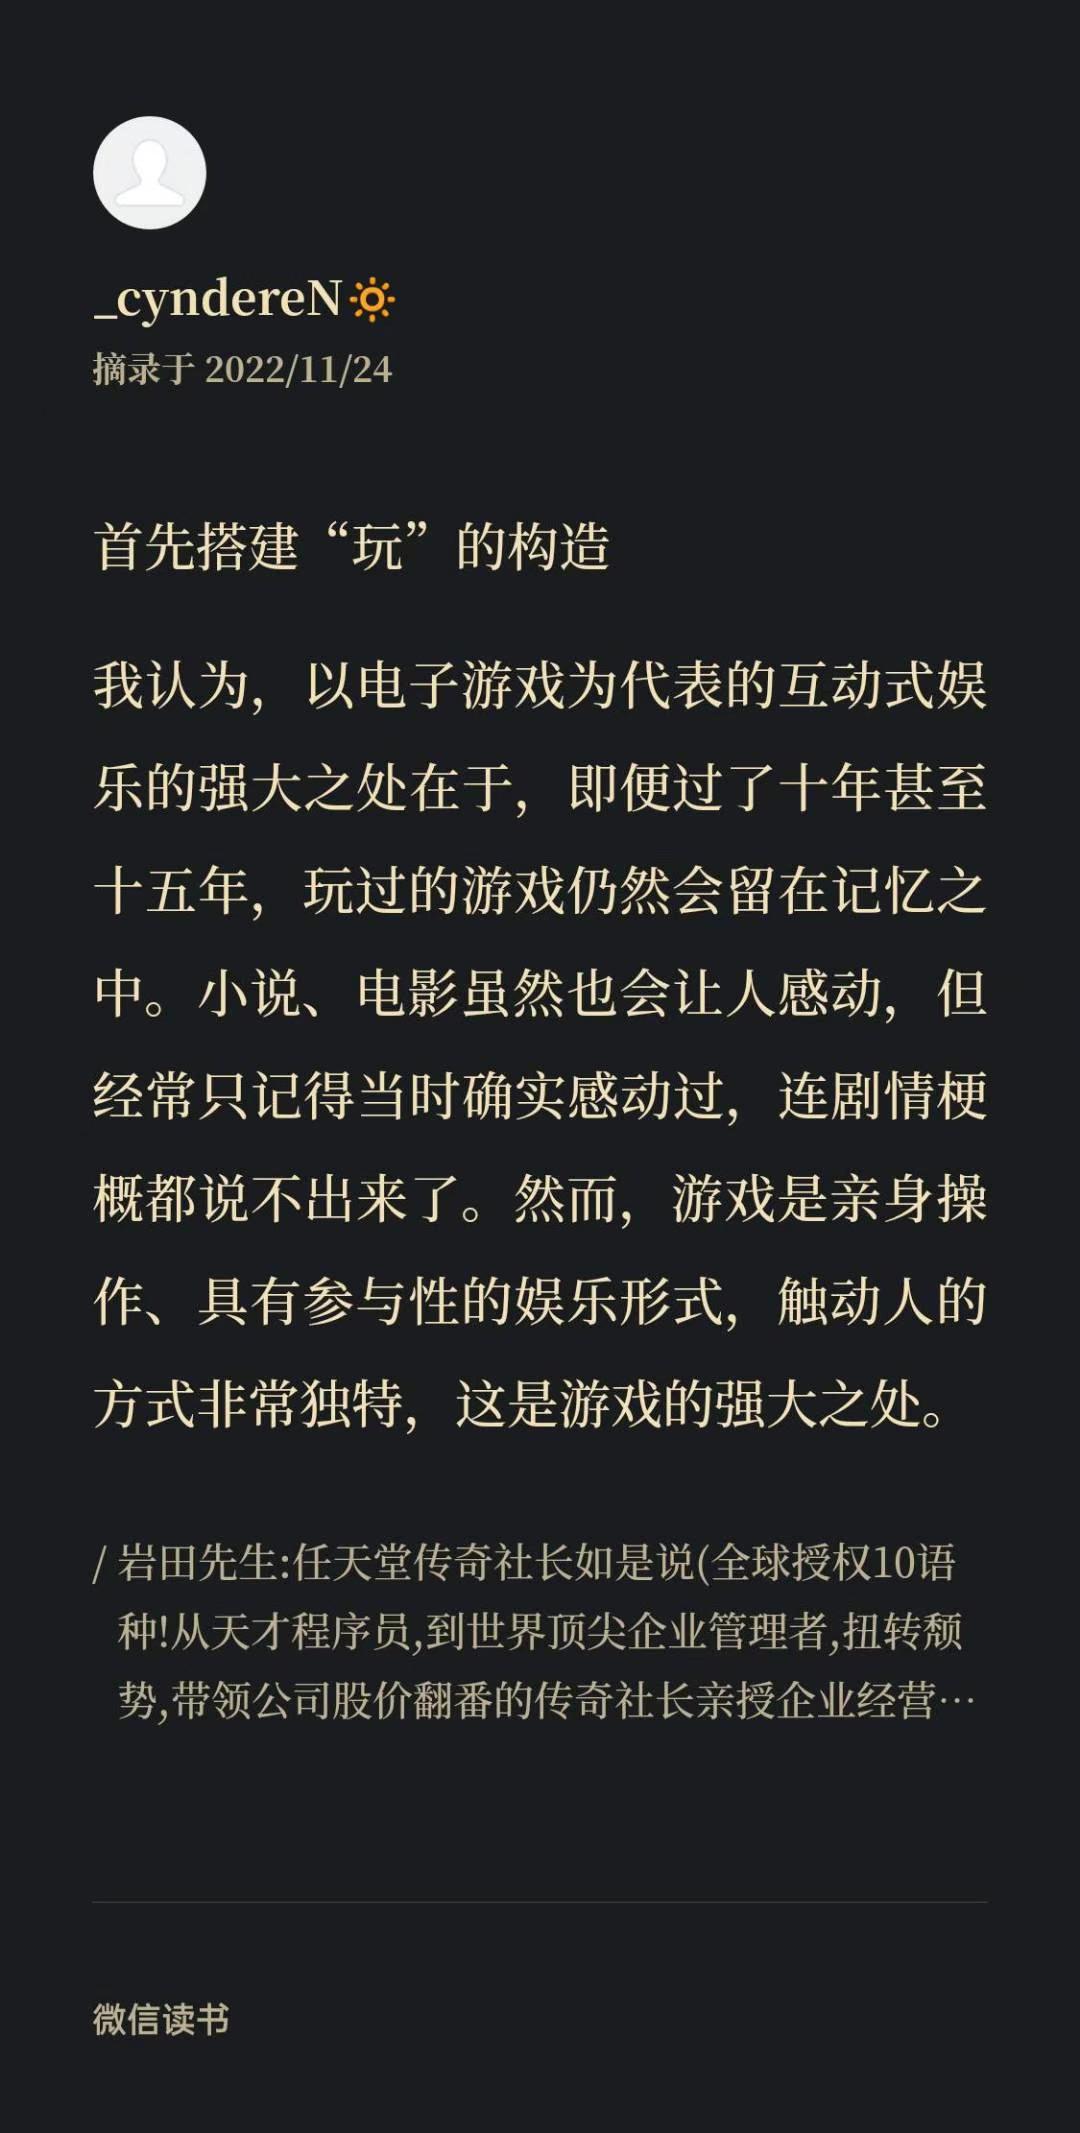 _cyndereN🔅
摘录于 2022/11/24
首先搭建“玩”的构造
我认为，以电子游戏为代表的互动式娱
乐的强大之处在于，即便过了十年甚至
十五年，玩过的游戏仍然会留在记忆之
中。小说、电影虽然也会让人感动，但
经常只记得当时确实感动过，连剧情梗
概都说不出来了。然而，游戏是亲身操
作、具有参与性的娱乐形式，触动人的
方式非常独特，这是游戏的强大之处。
/ 岩田先生:任天堂传奇社长如是说(全球授权10语
种!从天才程序员,到世界顶尖企业管理者,扭转颓
势,带领公司股价翻番的传奇社长亲授企业经营…
微信读书